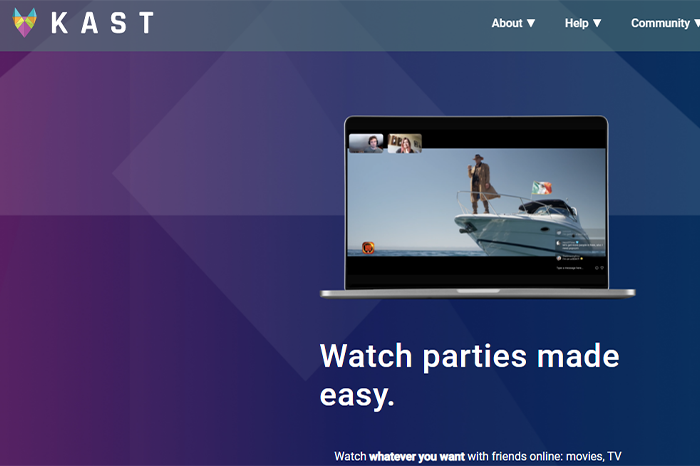 KAST
About ▼ Help ▼ Community ▼
Watch parties made
easy.
Watch whatever you want with friends online: movies, TV